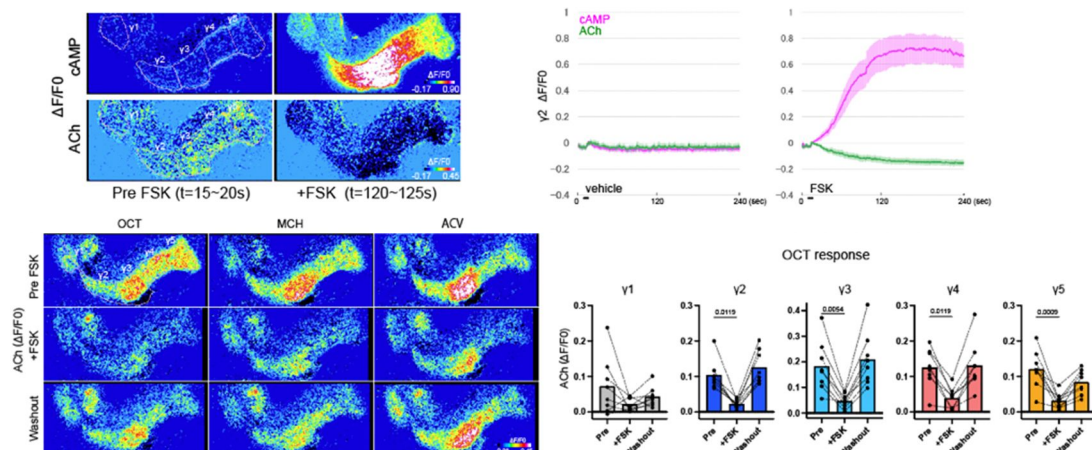 γ1
γ2
γ3
γ4
γ5
cAMP
ΔF/F0
-0.17 0.90
ΔF/F0
ACh
γ1
γ2
ΔF/F0
-0.17 0.45
Pre FSK (t=15~20s)
+FSK (t=120~125s)
γ2 ΔF/F0
1
0.8
0.6
0.4
0.2
0
-0.2
-0.4
cAMP
ACh
vehicle
0
120
240 (sec)
1
0.8
0.6
0.4
0.2
0
-0.2
-0.4
FSK
0
120
240 (sec)
OCT
MCH
ACV
ACh (ΔF/F0)
Pre FSK
+FSK
Washout
γ2
γ3
γ4
ΔF/F0
OCT response
γ1
ACh (ΔF/F0)
0.3
0.2
0.1
0.0
Pre
+FSK
Washout
γ2
0.3
0.2
0.1
0.0
0.0119
Pre
+FSK
Washout
γ3
0.4
0.3
0.2
0.1
0.0
0.0054
Pre
+FSK
Washout
γ4
0.3
0.2
0.1
0.0
0.0119
Pre
+FSK
Washout
γ5
0.3
0.2
0.1
0.0
0.0009
Pre
+FSK
Washout